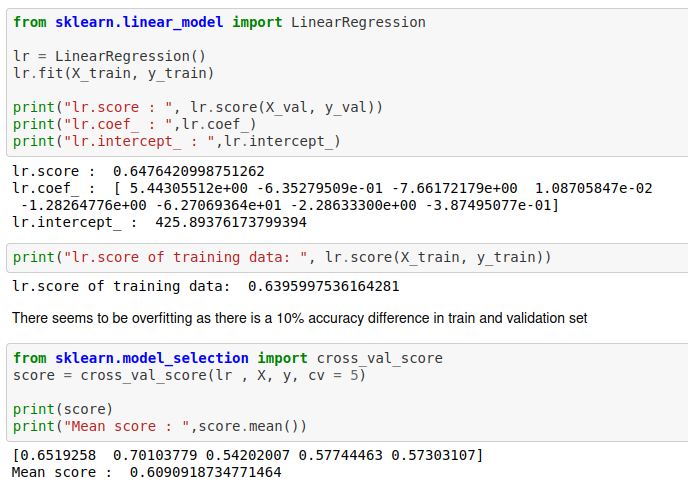 from sklearn.linear_model import LinearRegression
lr = LinearRegression()
lr.fit(X_train, y_train)
print("lr.score : ", lr.score(X_val, y_val))
print("lr.coef_ : ",lr.coef_)
print("lr.intercept_ : ",lr.intercept_)
lr.score :  0.6476420998751262
lr.coef_ :  [ 5.44305512e+00 -6.35279509e-01 -7.66172179e+00  1.08705847e-02
 -1.28264776e+00 -6.27069364e+01 -2.28633300e+00 -3.87495077e-01]
lr.intercept_ :  425.89376173799394
print("lr.score of training data: ", lr.score(X_train, y_train))
lr.score of training data:  0.6395997536164281
There seems to be overfitting as there is a 10% accuracy difference in train and validation set
from sklearn.model_selection import cross_val_score
score = cross_val_score(lr , X, y, cv = 5)
print(score)
print("Mean score : ",score.mean())
[0.6519258  0.70103779 0.54202007 0.57744463 0.57303107]
Mean score :  0.6090918734771464